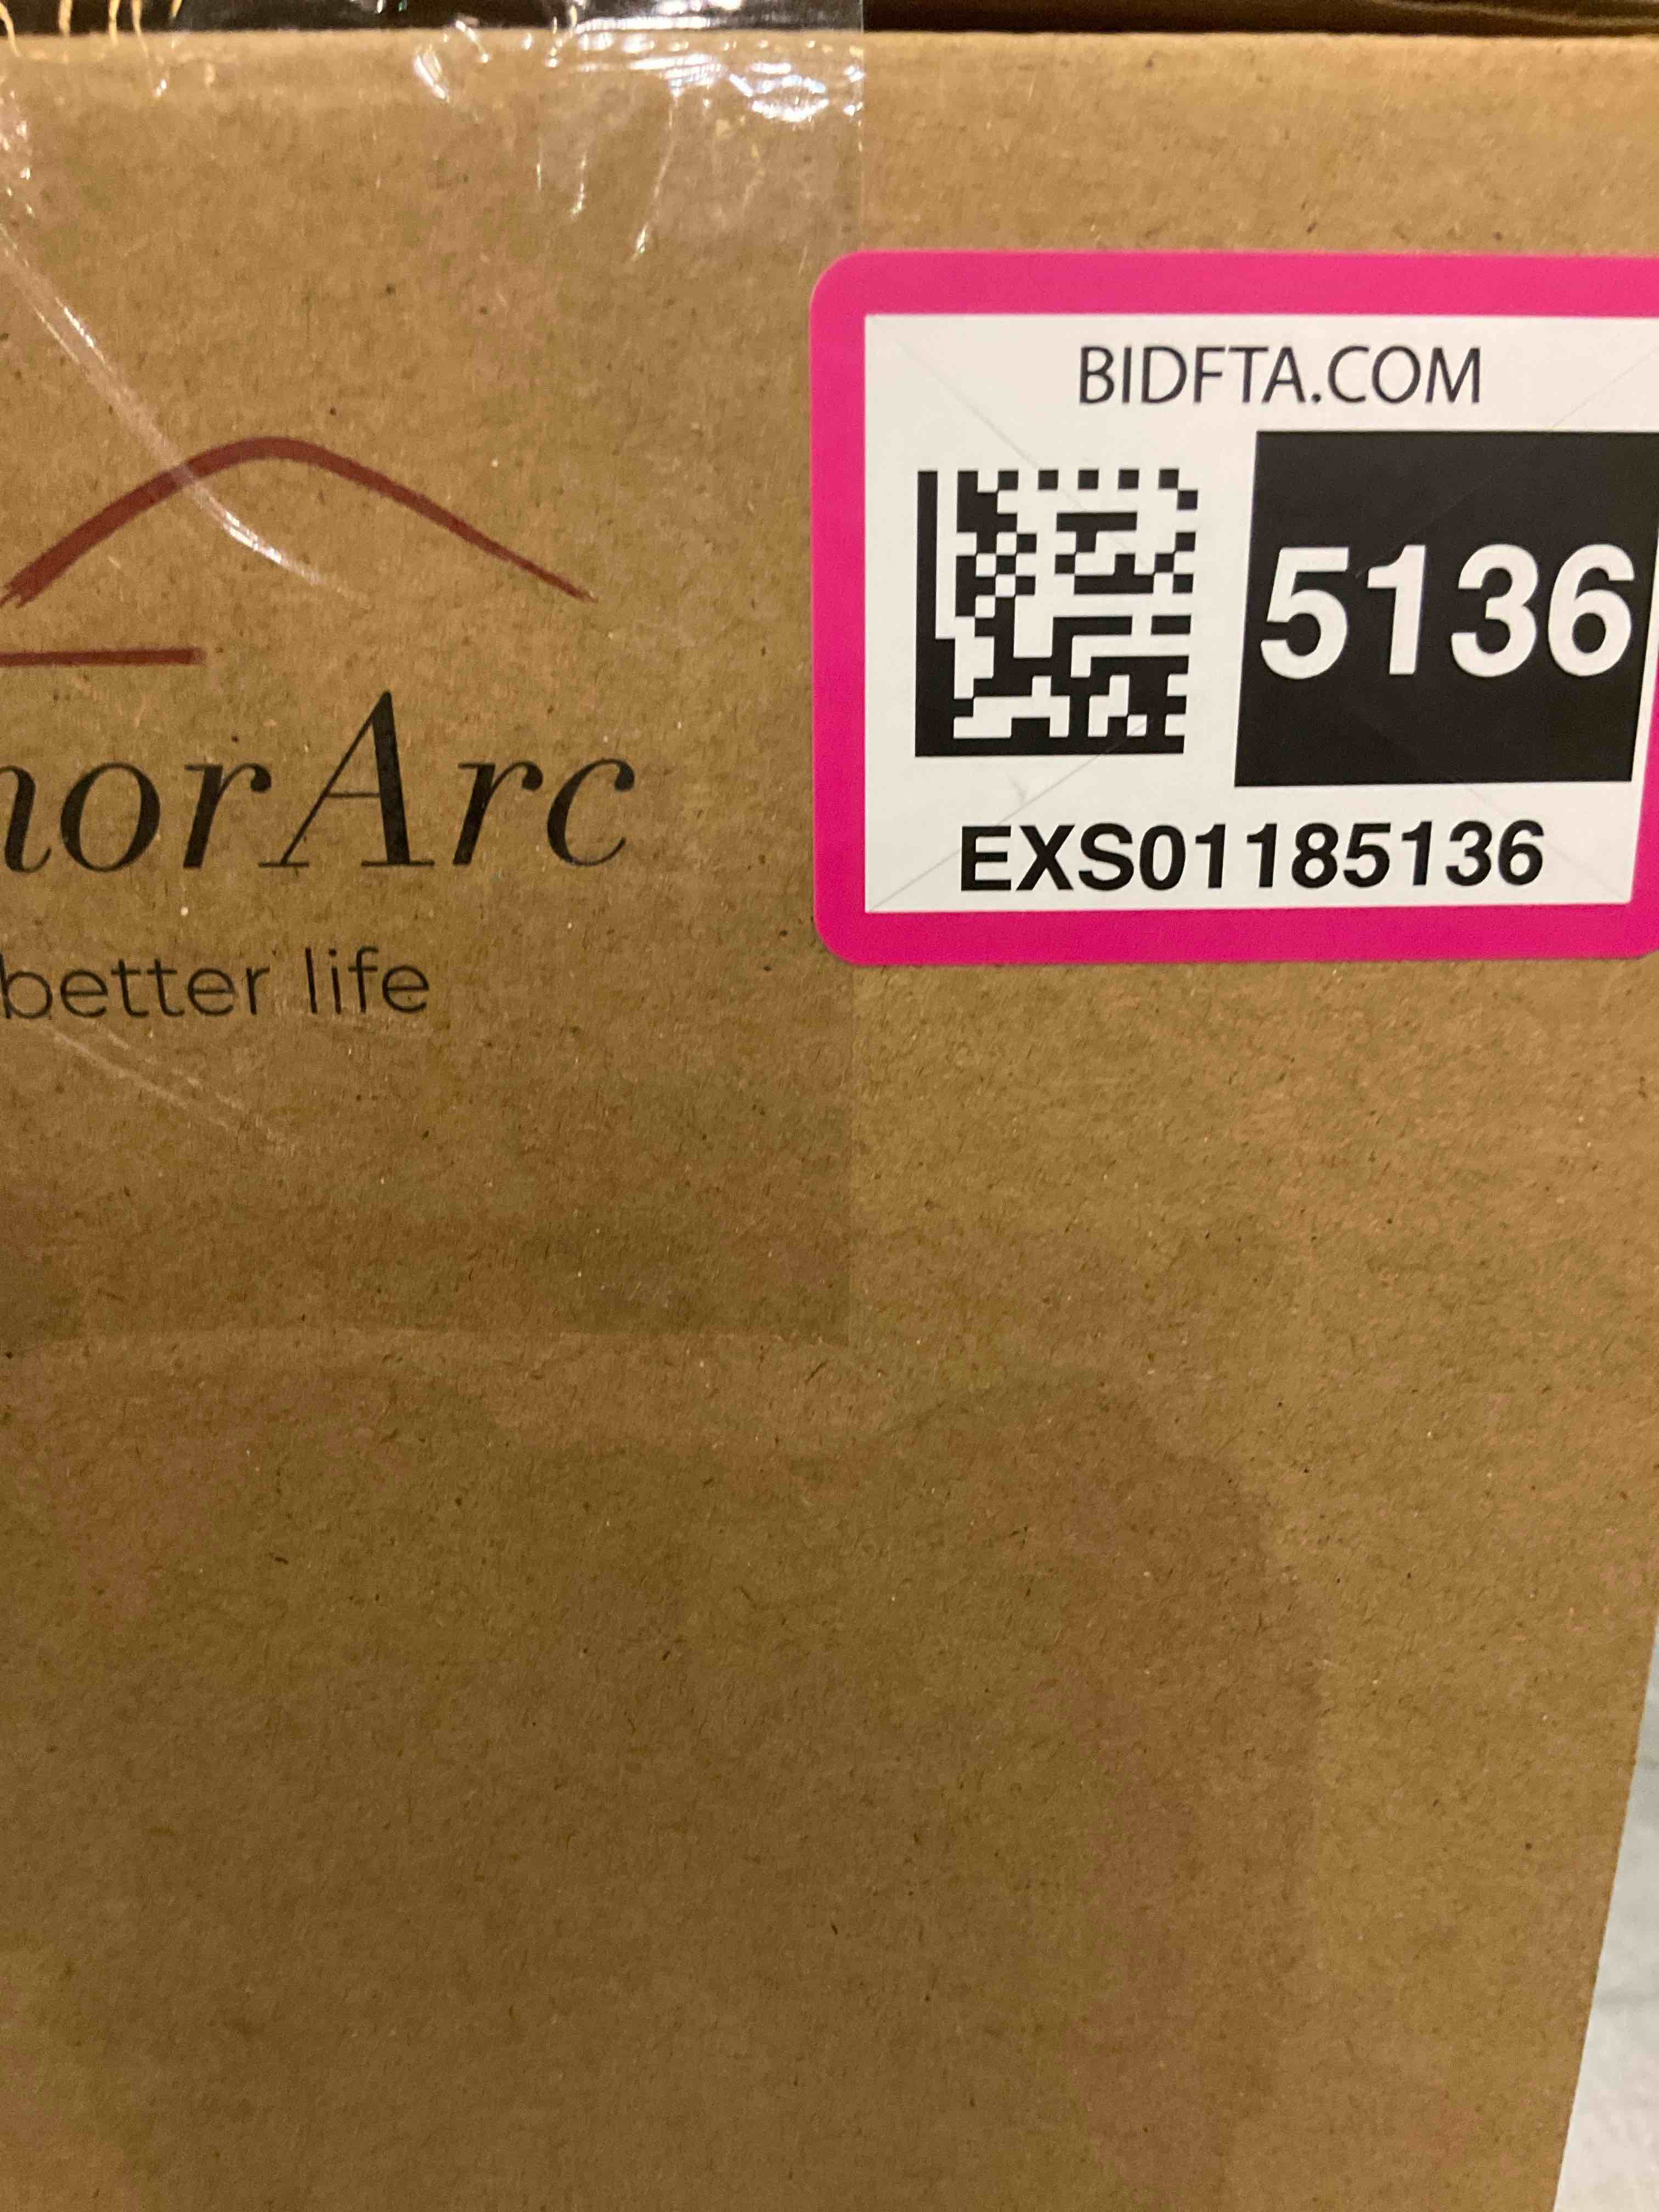 BIDFTA.COM
5136
EXS01185136
norArc
better life